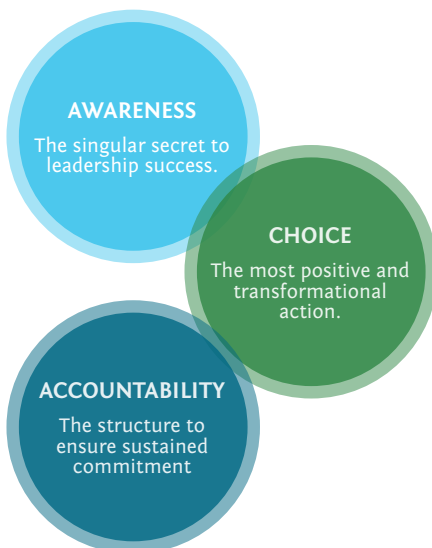 AWARENESS
The singular secret to
leadership success.
CHOICE
The most positive and
transformational
action.
ACCOUNTABILITY
The structure to
ensure sustained
commitment